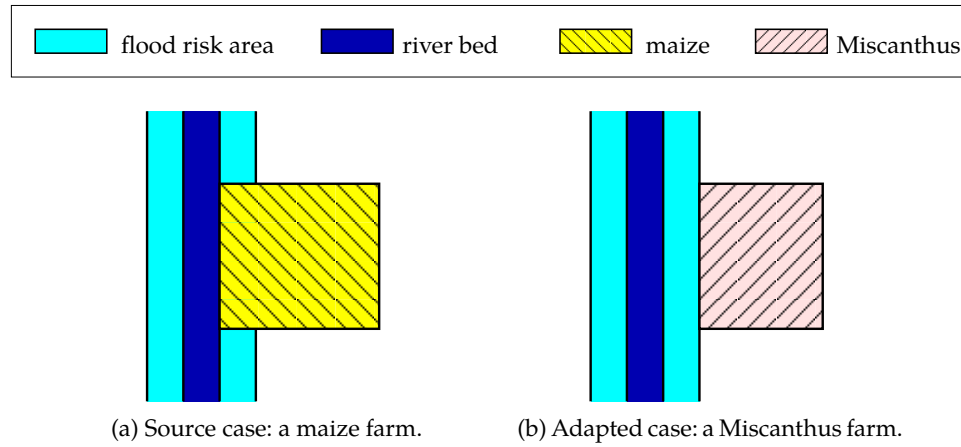 flood risk area river bed maize Miscanthus
(a) Source case: a maize farm. (b) Adapted case: a Miscanthus farm.